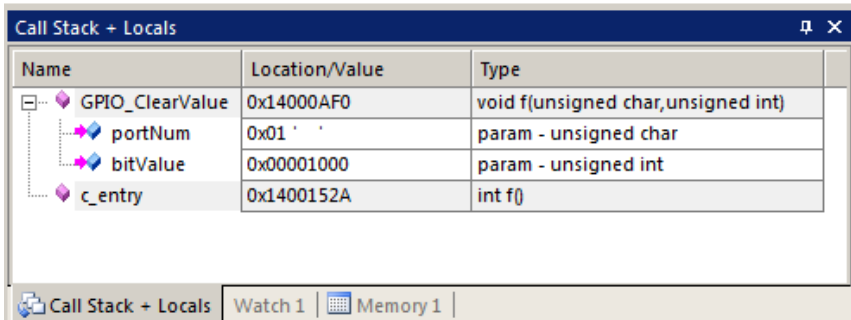 Call Stack + Locals
Name Location/Value Type
GPIO_ClearValue 0x14000AF0 void f(unsigned char,unsigned int)
portNum 0x01 ' ' param - unsigned char
bitValue 0x00001000 param - unsigned int
c_entry 0x1400152A int f()
Call Stack + Locals Watch 1 Memory 1